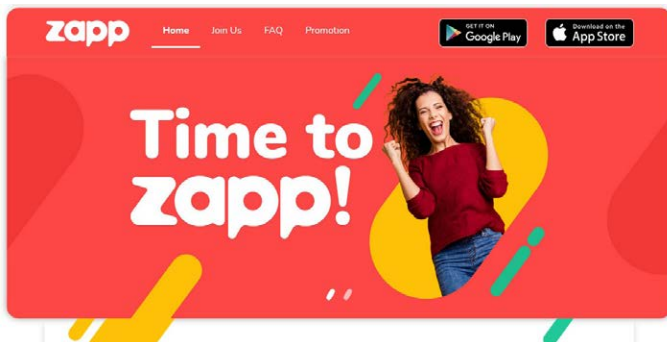 zapp
Home Join Us FAQ Promotion
GET IT ON
Google Play
Download on the
App Store
Time to
zapp!